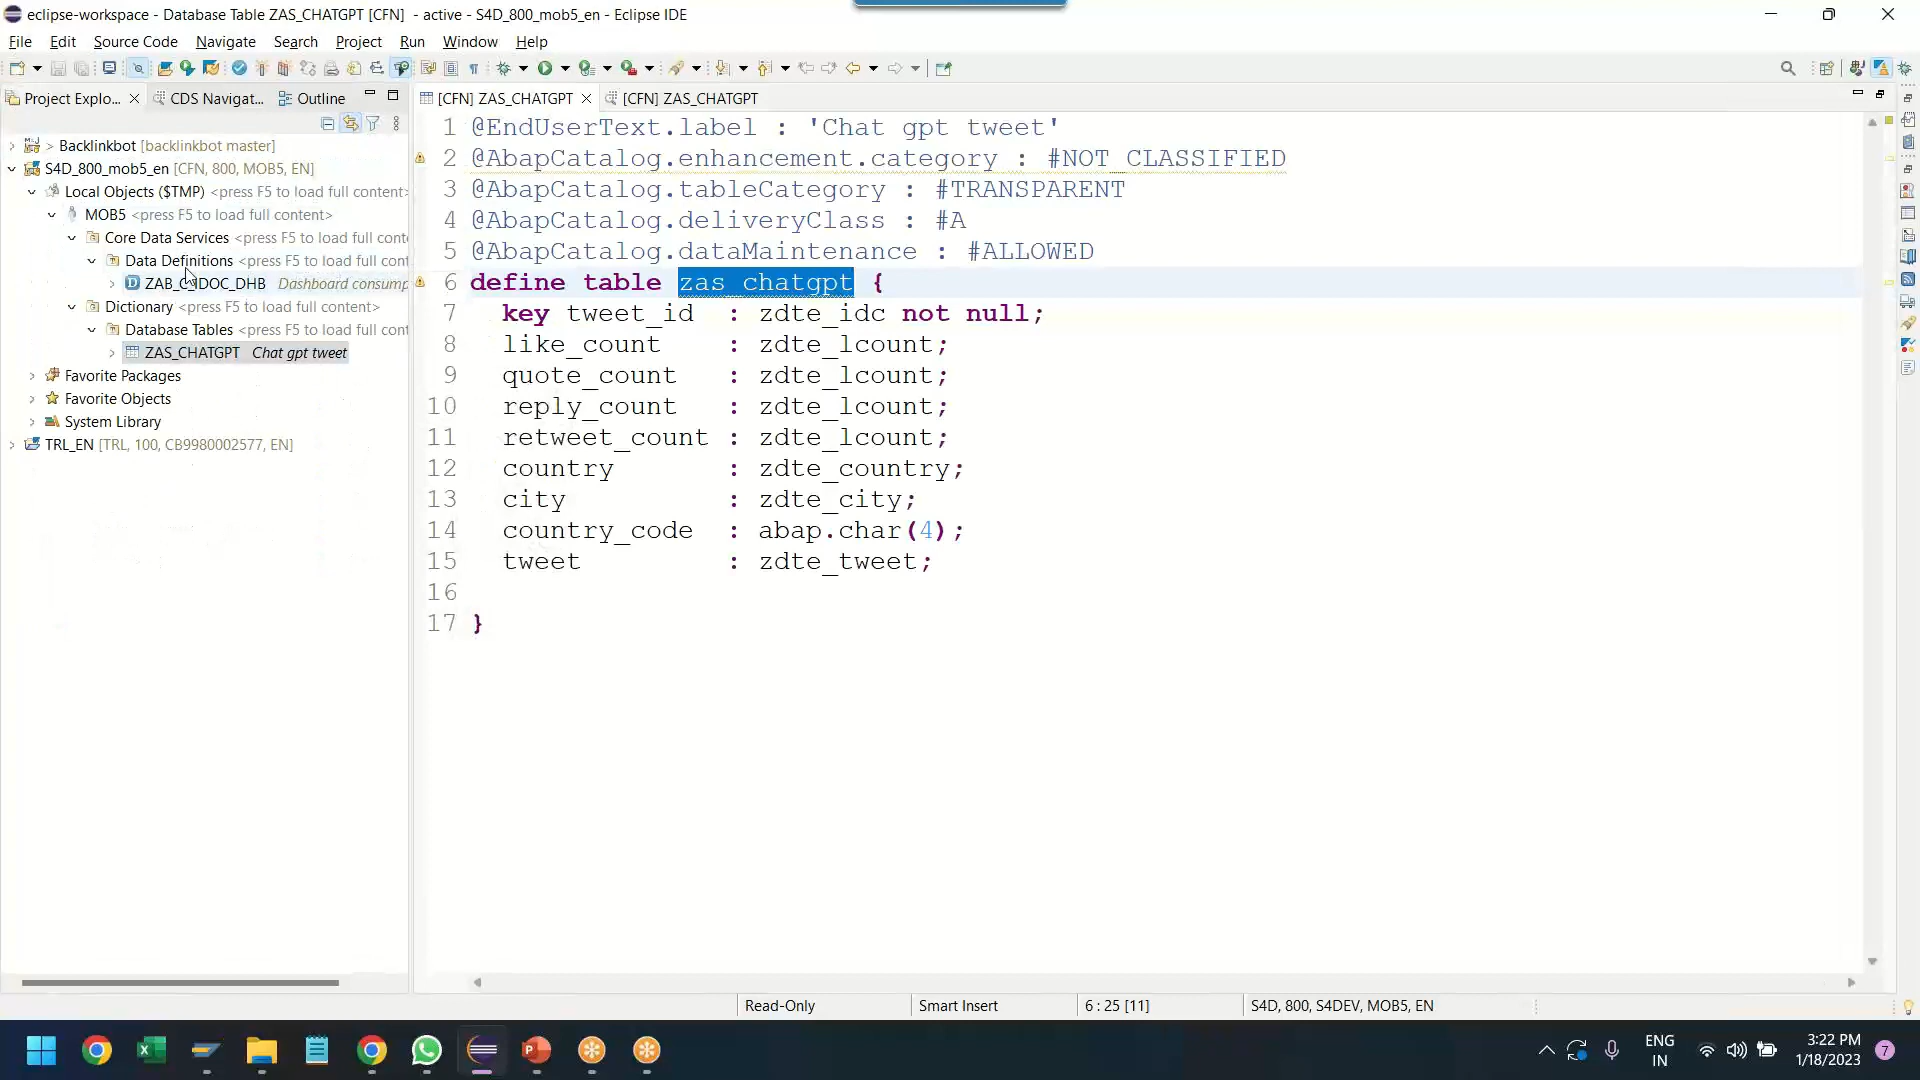 eclipse-workspace - Database Table ZAS_CHATGPT [CFN]  - active - S4D_800_mob5_en - Eclipse IDE
File Edit Source Code Navigate Search Project Run Window Help
Project Explo... CDS Navigat... Outline
[CFN] ZAS_CHATGPT [CFN] ZAS_CHATGPT
> Backlinkbot [backlinkbot master]
S4D_800_mob5_en [CFN, 800, MOB5, EN]
Local Objects ($TMP) <press F5 to load full content>
MOB5 <press F5 to load full content>
Core Data Services <press F5 to load full conte
Data Definitions <press F5 to load full cont
Dashboard consump
Dictionary <press F5 to load full content>
Database Tables <press F5 to load full cont
ZAS_CHATGPT Chat gpt tweet
Favorite Packages
Favorite Objects
System Library
TRL_EN [TRL, 100, CB9980002577, EN]
1 @EndUserText.label : 'Chat gpt tweet'
2 @AbapCatalog.enhancement.category : #NOT_CLASSIFIED
3 @AbapCatalog.tableCategory : #TRANSPARENT
4 @AbapCatalog.deliveryClass : #A
5 @AbapCatalog.dataMaintenance : #ALLOWED
6 define table zas_chatgpt {
7 key tweet_id : zdte_idc not null;
8 like_count : zdte_lcount;
9 quote_count : zdte_lcount;
10 reply_count : zdte_lcount;
11 retweet_count : zdte_lcount;
12 country : zdte_country;
13 city : zdte_city;
14 country_code : abap.char(4);
15 tweet : zdte_tweet;
16
17 }
Read-Only Smart Insert 6 : 25 [11] S4D, 800, S4DEV, MOB5, EN
ENG
IN
3:22 PM
1/18/2023
7